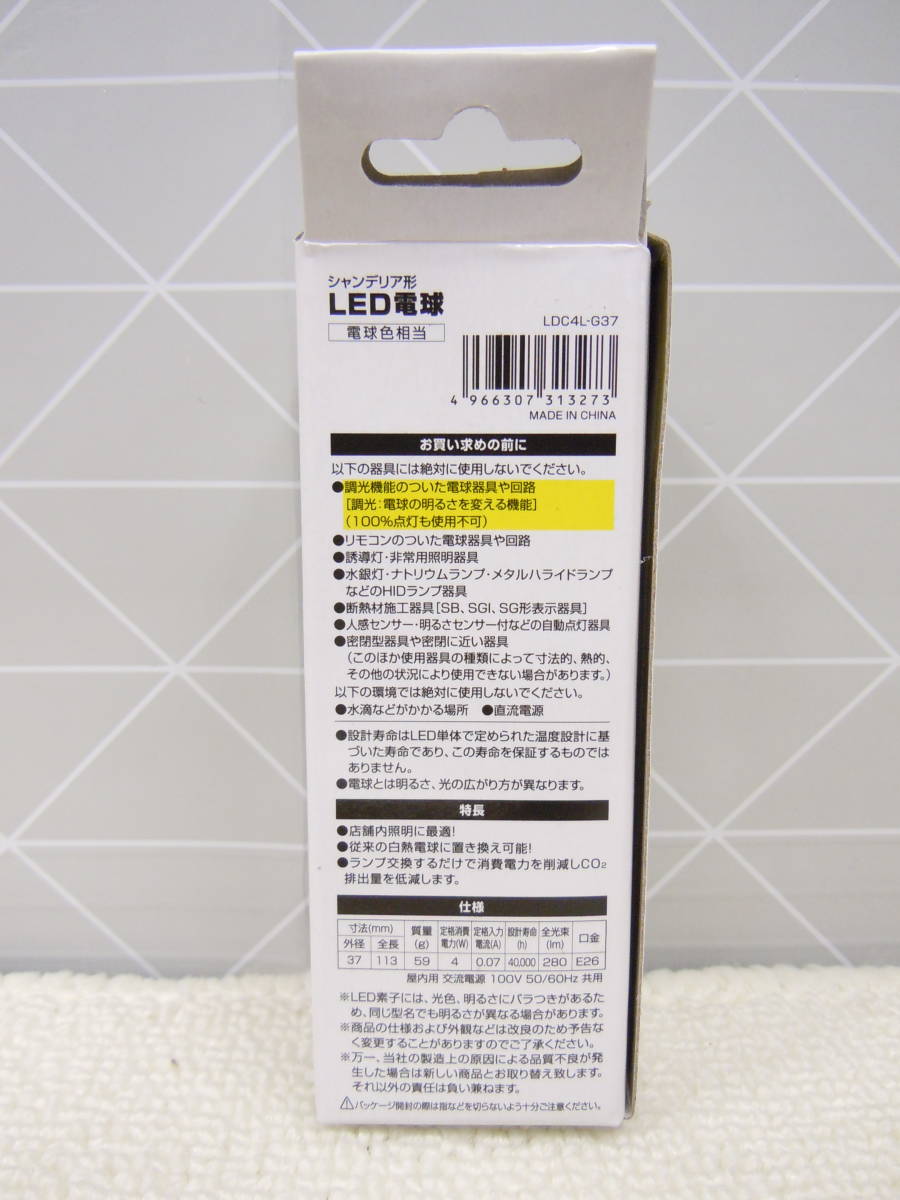 シャンデリア形
LED電球
電球色相当
LDC4L-G37
4 966307 313273
MADE IN CHINA
お買い求めの前に
以下の器具には絶対に使用しないでください。
●調光機能のついた電球器具や回路
[調光:電球の明るさを変える機能]
(100%点灯も使用不可)
●リモコンのついた電球器具や回路
●誘導灯・非常用照明器具
●水銀灯・ナトリウムランプ・メタルハライドランプ
などのHIDランプ器具
●断熱材施工器具[SB、SGI、SG形表示器具]
●人感センサー・明るさセンサー付などの自動点灯器具
●密閉型器具や密閉に近い器具
(このほか使用器具の種類によって寸法的、熱的、
その他の状況により使用できない場合があります。)
以下の環境では絶対に使用しないでください。
●水滴などがかかる場所 ●直流電源
●設計寿命はLED単体で定められた温度設計に基
づいた寿命であり、この寿命を保証するものでは
ありません。
●電球とは明るさ、光の広がり方が異なります。
特長
●店舗内照明に最適!
●従来の白熱電球に置き換え可能!
●ランプ交換するだけで消費電力を削減しCO₂
排出量を低減します。
仕様
寸法(mm) 質量(g) 定格消費電力(W) 定格入力電流(A) 設計寿命(h) 全光束(lm) 口金
外径 全長
37 113 59 4 0.07 40,000 280 E26
屋内用 交流電源 100V 50/60Hz 共用
※LED素子には、光色、明るさにバラつきがあるた
め、同じ型名でも明るさが異なる場合があります。
※商品の仕様および外観などは改良のため予告な
く変更することがありますのでご了承ください。
※万一、当社の製造上の原因による品質不良が発
生した場合は新しい商品とお取り替え致します。
それ以外の責任は負い兼ねます。
⚠パッケージ開封の際は指などを切らないよう十分ご注意ください。